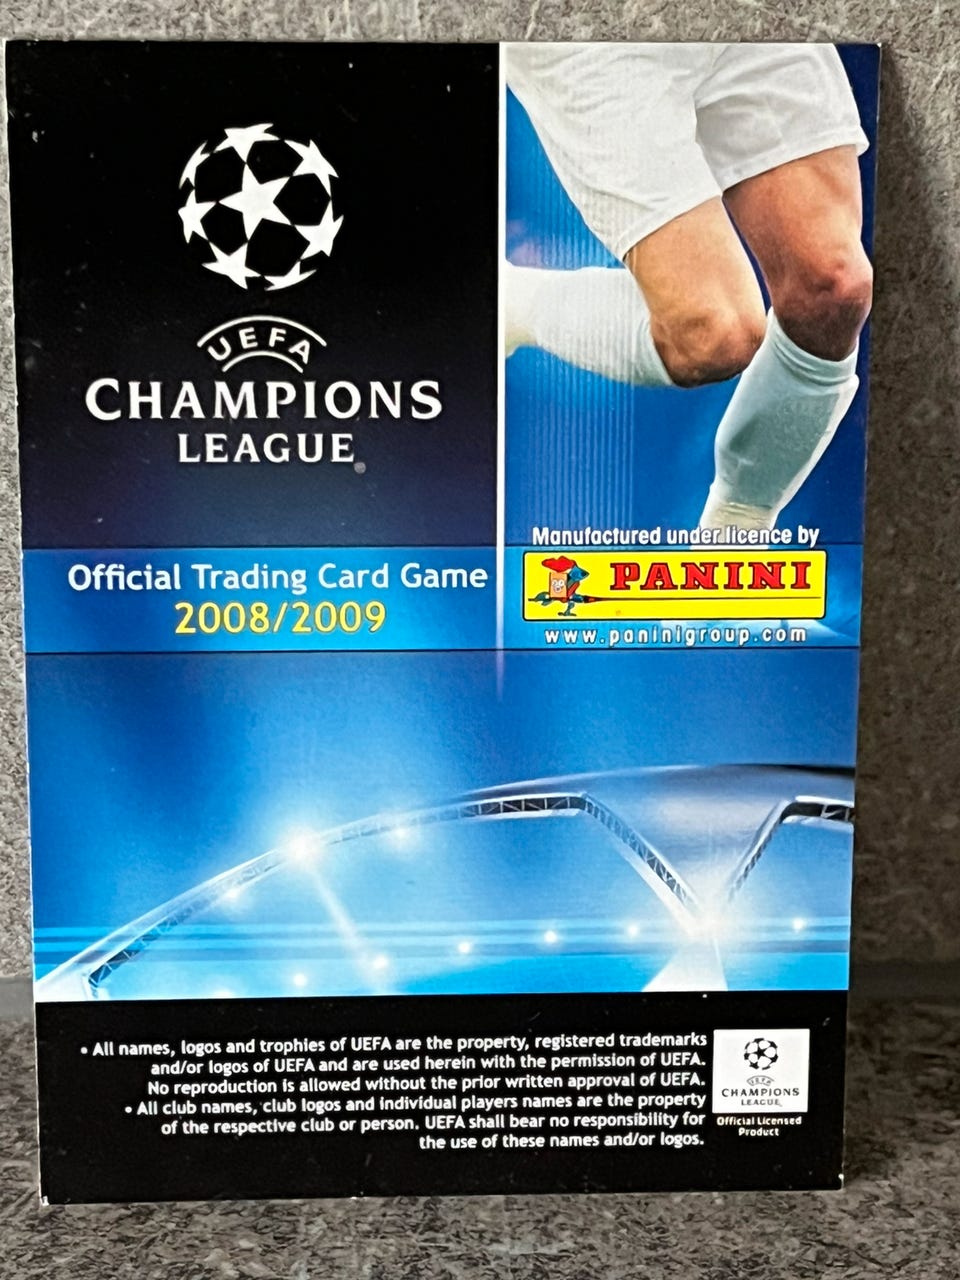 UEFA
CHAMPIONS
LEAGUE
Official Trading Card Game
2008/2009
Manufactured under licence by
PANINI
www.paninigroup.com
• All names, logos and trophies of UEFA are the property, registered trademarks
and/or logos of UEFA and are used herein with the permission of UEFA.
No reproduction is allowed without the prior written approval of UEFA.
• All club names, club logos and individual players names are the property
of the respective club or person. UEFA shall bear no responsibility for
the use of these names and/or logos.
UEFA
CHAMPIONS
LEAGUE
Official Licensed
Product